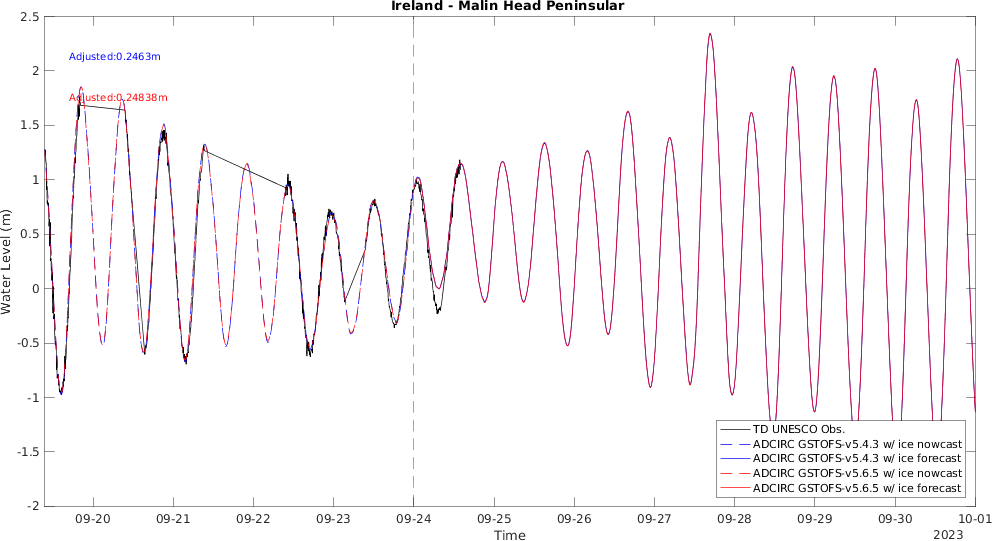 Ireland - Malin Head Peninsular
2.5
2
1.5
1
0.5
0
-0.5
-1
-1.5
-2
Water Level (m)
Adjusted:0.2463m
Adjusted:0.24838m
TD UNESCO Obs.
ADCIRC GSTOFS-v5.4.3 w/ ice nowcast
ADCIRC GSTOFS-v5.4.3 w/ ice forecast
ADCIRC GSTOFS-v5.6.5 w/ ice nowcast
ADCIRC GSTOFS-v5.6.5 w/ ice forecast
09-20 09-21 09-22 09-23 09-24 09-25 09-26 09-27 09-28 09-29 09-30 10-01
Time
2023